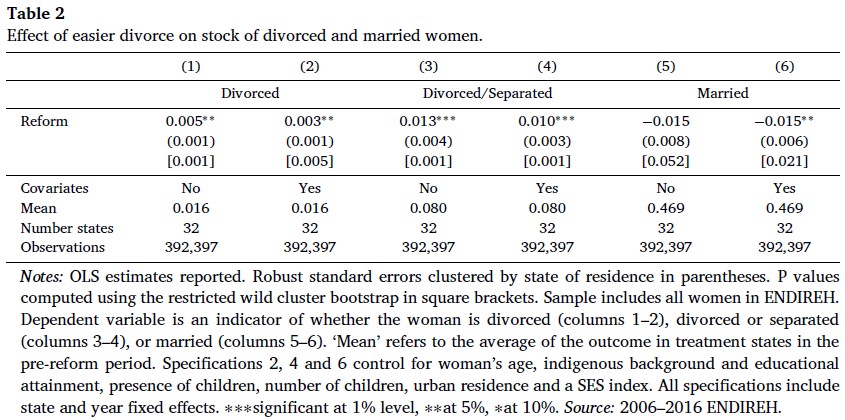 Table 2
Effect of easier divorce on stock of divorced and married women.
(1) (2) (3) (4) (5) (6)
Divorced Divorced/Separated Married
Reform 0.005** 0.003** 0.013*** 0.010*** −0.015 −0.015**
(0.001) (0.001) (0.004) (0.003) (0.008) (0.006)
[0.001] [0.005] [0.001] [0.001] [0.052] [0.021]
Covariates No Yes No Yes No Yes
Mean 0.016 0.016 0.080 0.080 0.469 0.469
Number states 32 32 32 32 32 32
Observations 392,397 392,397 392,397 392,397 392,397 392,397
Notes: OLS estimates reported. Robust standard errors clustered by state of residence in parentheses. P values
computed using the restricted wild cluster bootstrap in square brackets. Sample includes all women in ENDIREH.
Dependent variable is an indicator of whether the woman is divorced (columns 1–2), divorced or separated
(columns 3–4), or married (columns 5–6). ‘Mean’ refers to the average of the outcome in treatment states in the
pre-reform period. Specifications 2, 4 and 6 control for woman’s age, indigenous background and educational
attainment, presence of children, number of children, urban residence and a SES index. All specifications include
state and year fixed effects. ∗∗∗significant at 1% level, ∗∗at 5%, ∗at 10%. Source: 2006–2016 ENDIREH.